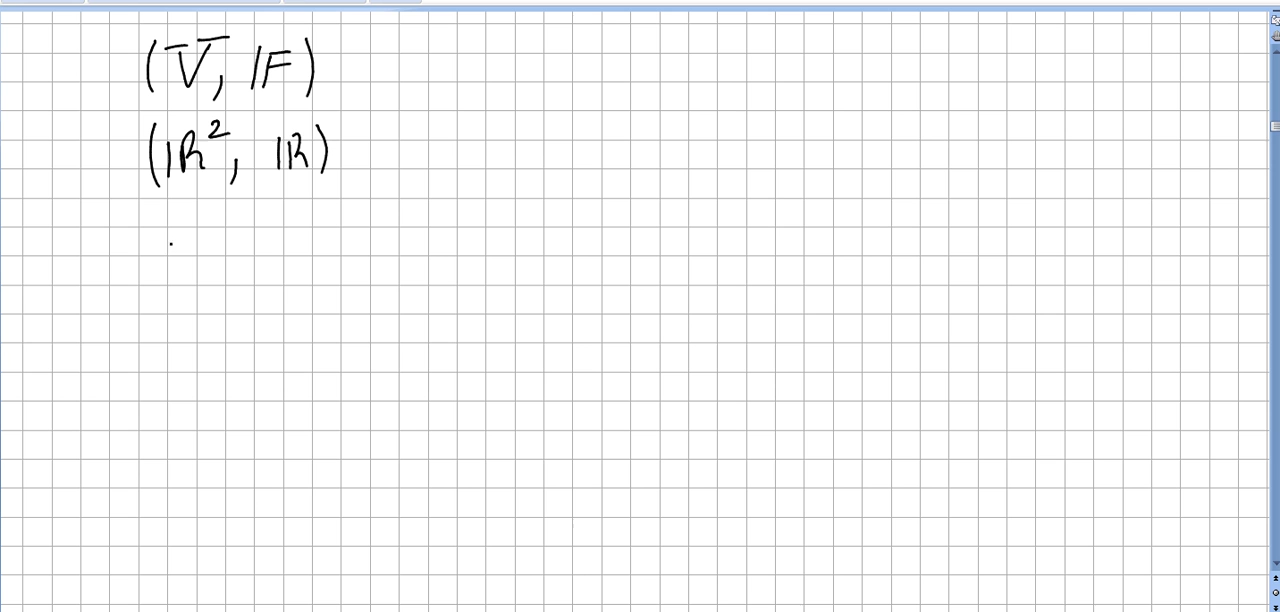 (V, F)
(R², R)
.